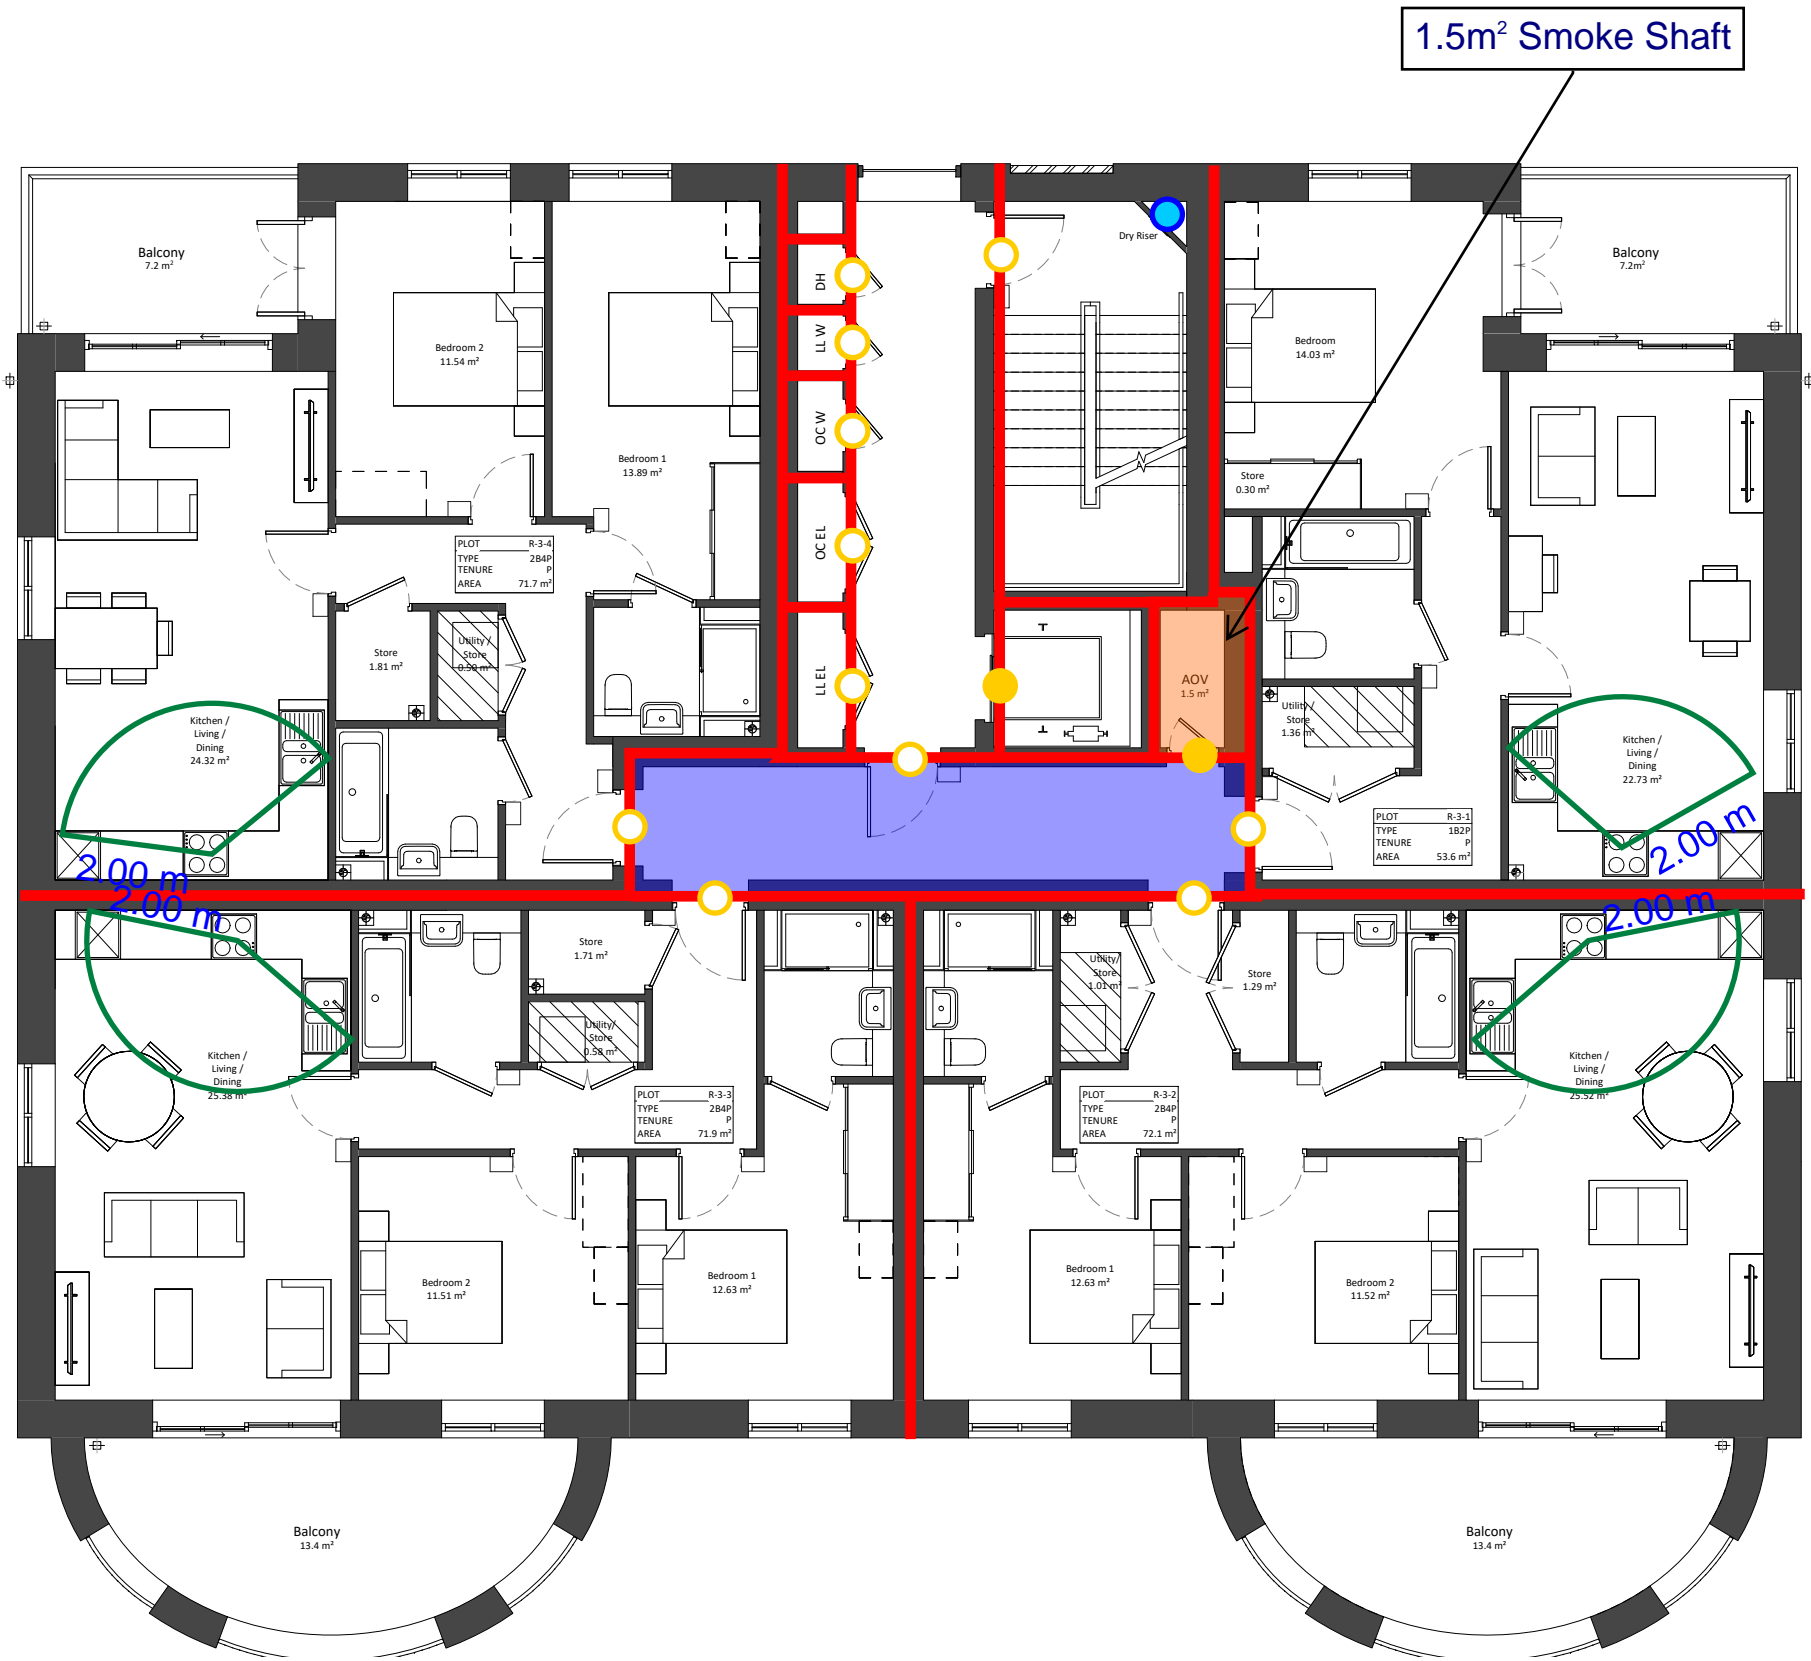 1.5m² Smoke Shaft
Balcony
7.2 m²
Dry Riser
Balcony
7.2m²
DH
LL W
OC W
OC EL
LL EL
Bedroom 2
11.54 m²
Bedroom 1
13.89 m²
Bedroom
14.03 m²
Store
0.30 m²
PLOT R-3-4
TYPE 2B4P
TENURE P
AREA 71.7 m²
Store
1.81 m²
Utility /
Store
0.50 m²
AOV
1.5 m²
Utility /
Store
1.36 m²
Kitchen /
Living /
Dining
24.32 m²
Kitchen /
Living /
Dining
22.73 m²
PLOT R-3-1
TYPE 1B2P
TENURE P
AREA 53.6 m²
2.00 m
2.00 m
2.00 m
2.00 m
Store
1.71 m²
Utility/
Store
1.01 m²
Store
1.29 m²
Utility/
Store
0.58 m²
Kitchen /
Living /
Dining
25.38 m²
Kitchen /
Living /
Dining
25.52 m²
PLOT R-3-3
TYPE 2B4P
TENURE P
AREA 71.9 m²
PLOT R-3-2
TYPE 2B4P
TENURE P
AREA 72.1 m²
Bedroom 2
11.51 m²
Bedroom 1
12.63 m²
Bedroom 1
12.63 m²
Bedroom 2
11.52 m²
Balcony
13.4 m²
Balcony
13.4 m²